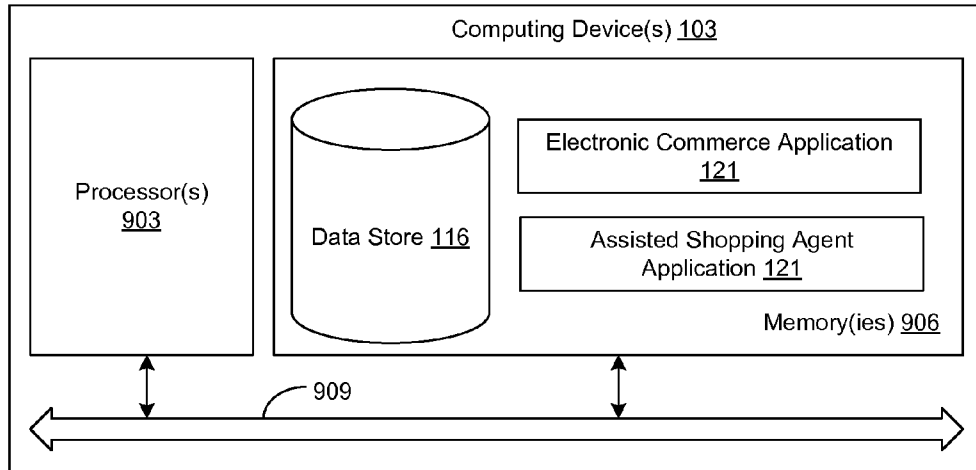 Computing Device(s) 103
Processor(s)
903
Data Store 116
Electronic Commerce Application
121
Assisted Shopping Agent
Application 121
Memory(ies) 906
909